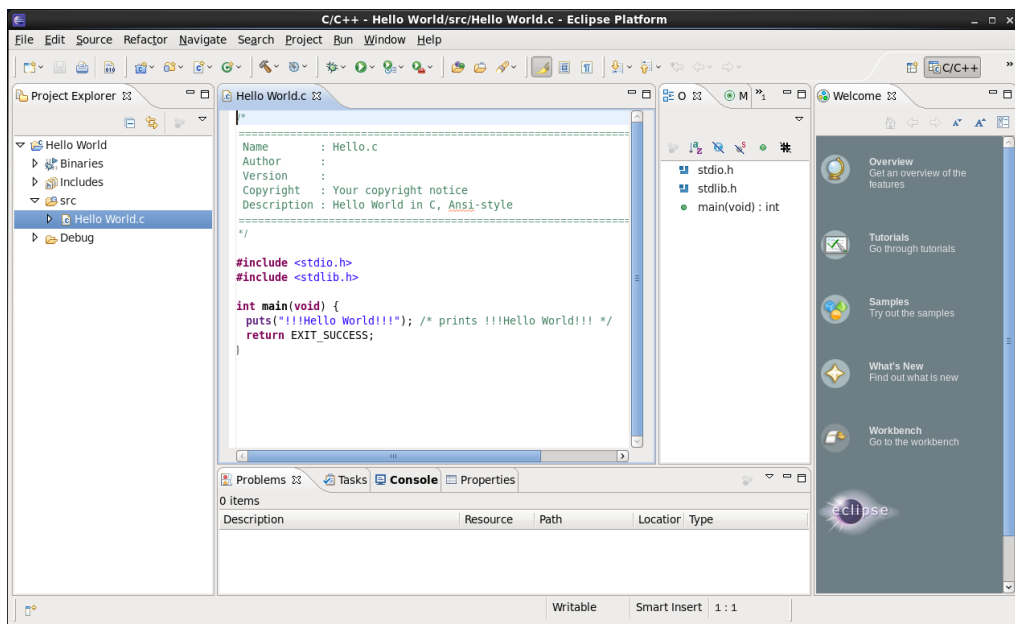 C/C++ - Hello World/src/Hello World.c - Eclipse Platform
File Edit Source Refactor Navigate Search Project Run Window Help
C/C++
Project Explorer
Hello World
Binaries
Includes
src
Hello World.c
Debug
Hello World.c
/*
============================================================
Name : Hello.c
Author :
Version :
Copyright : Your copyright notice
Description : Hello World in C, Ansi-style
============================================================
*/
#include <stdio.h>
#include <stdlib.h>
int main(void) {
puts("!!!Hello World!!!"); /* prints !!!Hello World!!! */
return EXIT_SUCCESS;
}
O M »1
stdio.h
stdlib.h
main(void) : int
Welcome
Overview
Get an overview of the
features
Tutorials
Go through tutorials
Samples
Try out the samples
What's New
Find out what is new
Workbench
Go to the workbench
eclipse
Problems Tasks Console Properties
0 items
Description Resource Path Location Type
Writable Smart Insert 1 : 1